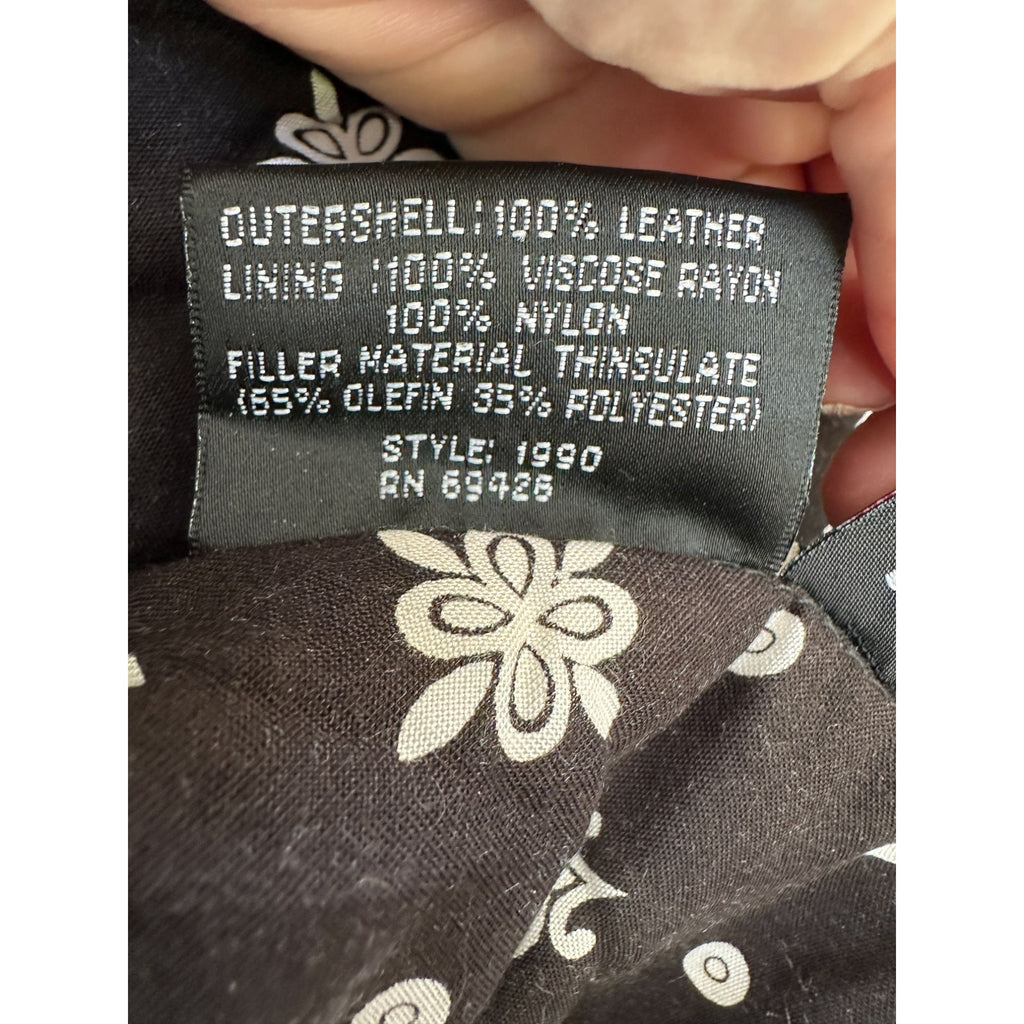 OUTERSHELL:100% LEATHER
LINING :100% VISCOSE RAYON
100% NYLON
FILLER MATERIAL THINSULATE
(65% OLEFIN 35% POLYESTER)
STYLE: 1990
RN 69426